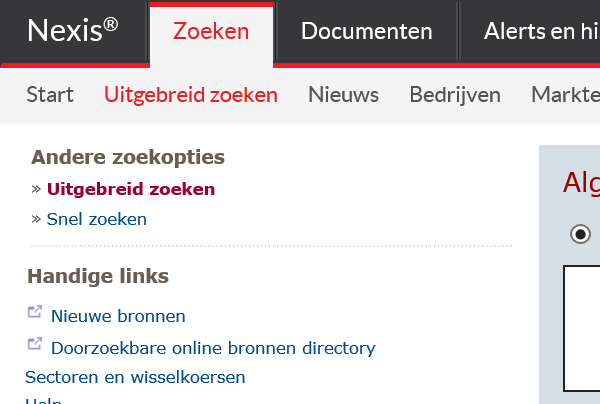 Nexis® Zoeken Documenten Alerts en hi
Start Uitgebreid zoeken Nieuws Bedrijven Markte
Andere zoekopties
» Uitgebreid zoeken
» Snel zoeken
Alg
Handige links
Nieuwe bronnen
Doorzoekbare online bronnen directory
Sectoren en wisselkoersen
Help